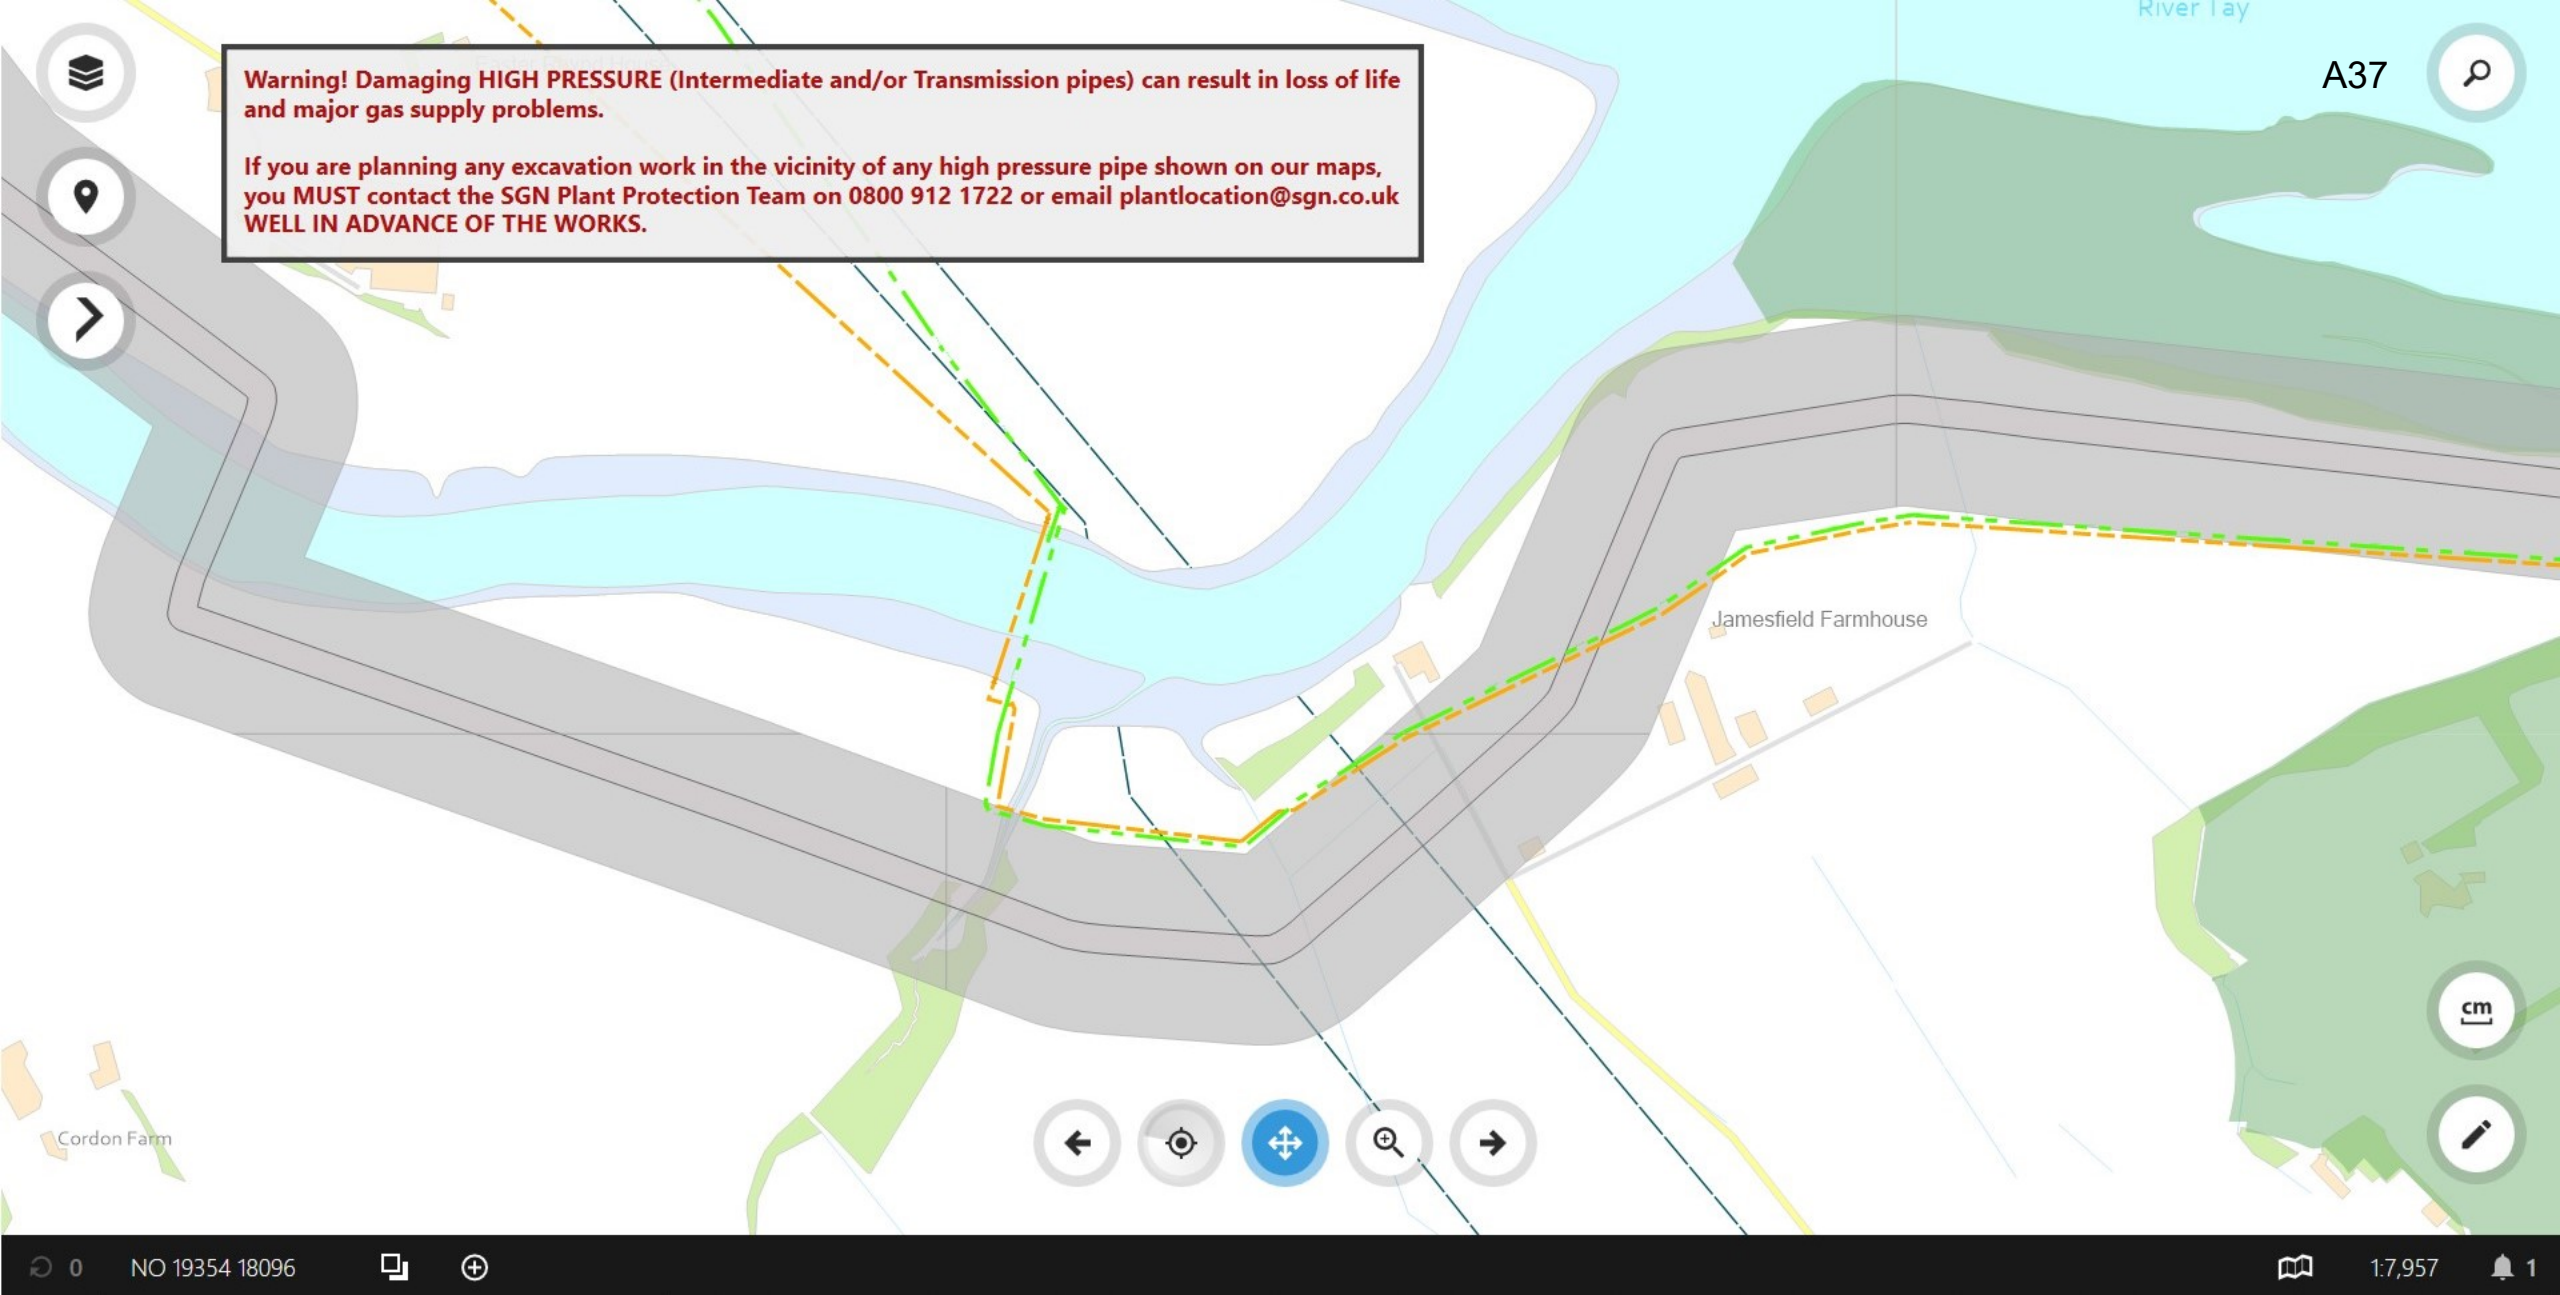 River Tay
A37
Warning! Damaging HIGH PRESSURE (Intermediate and/or Transmission pipes) can result in loss of life
and major gas supply problems.
If you are planning any excavation work in the vicinity of any high pressure pipe shown on our maps,
you MUST contact the SGN Plant Protection Team on 0800 912 1722 or email plantlocation@sgn.co.uk
WELL IN ADVANCE OF THE WORKS.
Jamesfield Farmhouse
cm
Cordon Farm
0 NO 19354 18096 1:7,957 1